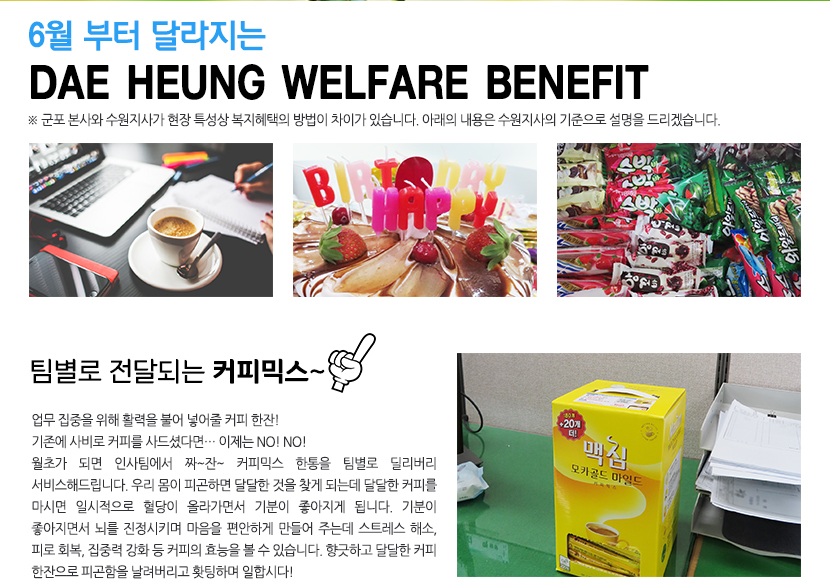 6월 부터 달라지는
DAE HEUNG WELFARE BENEFIT
※ 군포 본사와 수원지사가 현장 특성상 복지혜택의 방법이 차이가 있습니다. 아래의 내용은 수원지사의 기준으로 설명을 드리겠습니다.
BIRTHDAY
HAPPY
수박
팀별로 전달되는 커피믹스~
업무 집중을 위해 활력을 불어 넣어줄 커피 한잔!
기존에 사비로 커피를 사드셨다면… 이제는 NO! NO!
월초가 되면 인사팀에서 짜~잔~ 커피믹스 한통을 팀별로 딜리버리
서비스해드립니다. 우리 몸이 피곤하면 달달한 것을 찾게 되는데 달달한 커피를
마시면 일시적으로 혈당이 올라가면서 기분이 좋아지게 됩니다. 기분이
좋아지면서 뇌를 진정시키며 마음을 편안하게 만들어 주는데 스트레스 해소,
피로 회복, 집중력 강화 등 커피의 효능을 볼 수 있습니다. 향긋하고 달달한 커피
한잔으로 피곤함을 날려버리고 홧팅하며 일합시다!
+20개
더!
맥심
모카골드 마일드